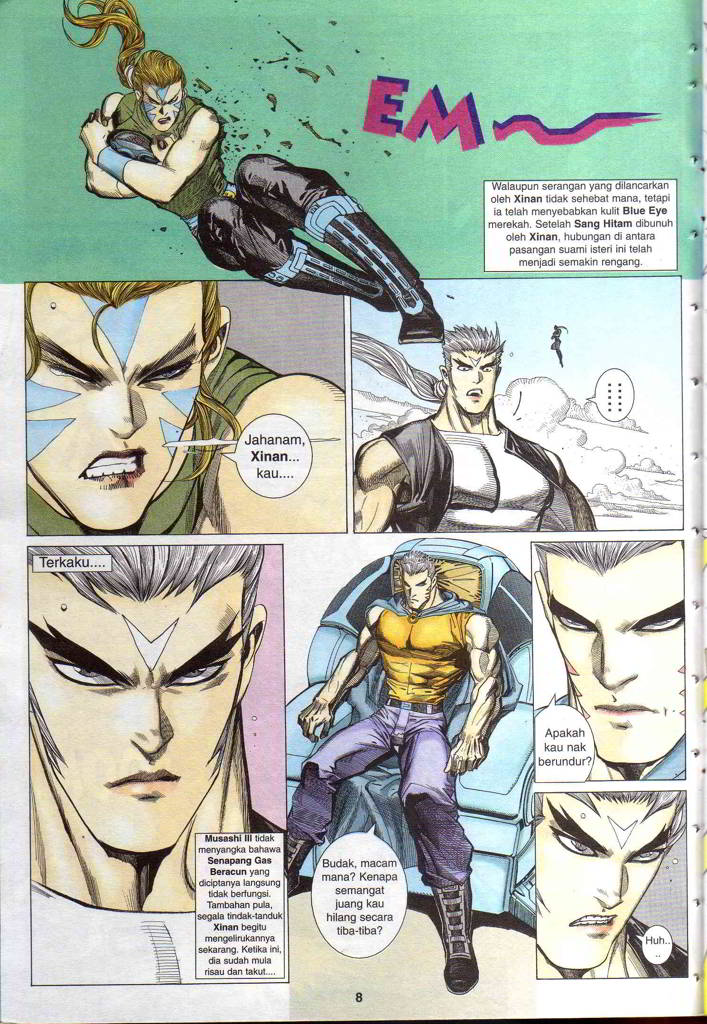 EM
Walaupun serangan yang dilancarkan
oleh Xinan tidak sehebat mana, tetapi
ia telah menyebabkan kulit Blue Eye
merekah. Setelah Sang Hitam dibunuh
oleh Xinan, hubungan di antara
pasangan suami isteri ini telah
menjadi semakin rengang.
Jahanam,
Xinan...
kau....
Terkaku....
Musashi III tidak
menyangka bahawa
Senapang Gas
Beracun yang
diciptanya langsung
tidak berfungsi.
Tambahan pula,
segala tindak-tanduk
Xinan begitu
mengelirukannya
sekarang. Ketika ini,
dia sudah mula
risau dan takut....
Budak, macam
mana? Kenapa
semangat
juang kau
hilang secara
tiba-tiba?
Apakah
kau nak
berundur?
Huh..
..
8